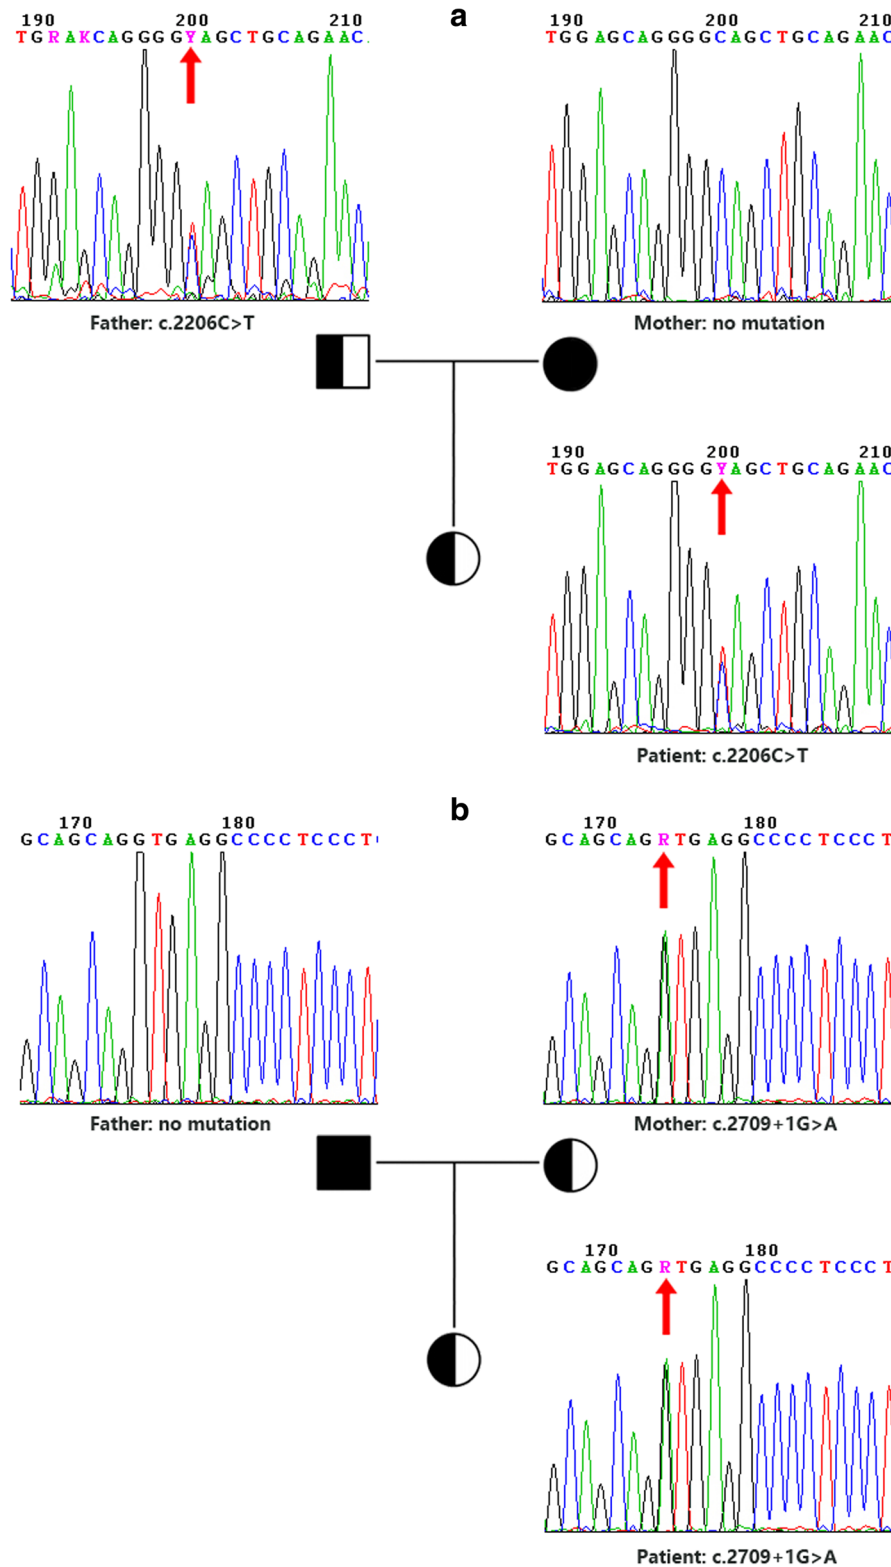 a
190 200 210
TGRAKCAGGGGYAGCTGCAGAAC
Father: c.2206C>T
190 200 210
TGGAGCAGGGGCAGCTGCAGAAC
Mother: no mutation
190 200 210
TGGAGCAGGGGYAGCTGCAGAAC
Patient: c.2206C>T
b
170 180
GCAGCAGGTGAGGCCCCTCCCT
Father: no mutation
170 180
GCAGCAGRTGAGGCCCCTCCCT
Mother: c.2709+1G>A
170 180
GCAGCAGRTGAGGCCCCTCCCT
Patient: c.2709+1G>A